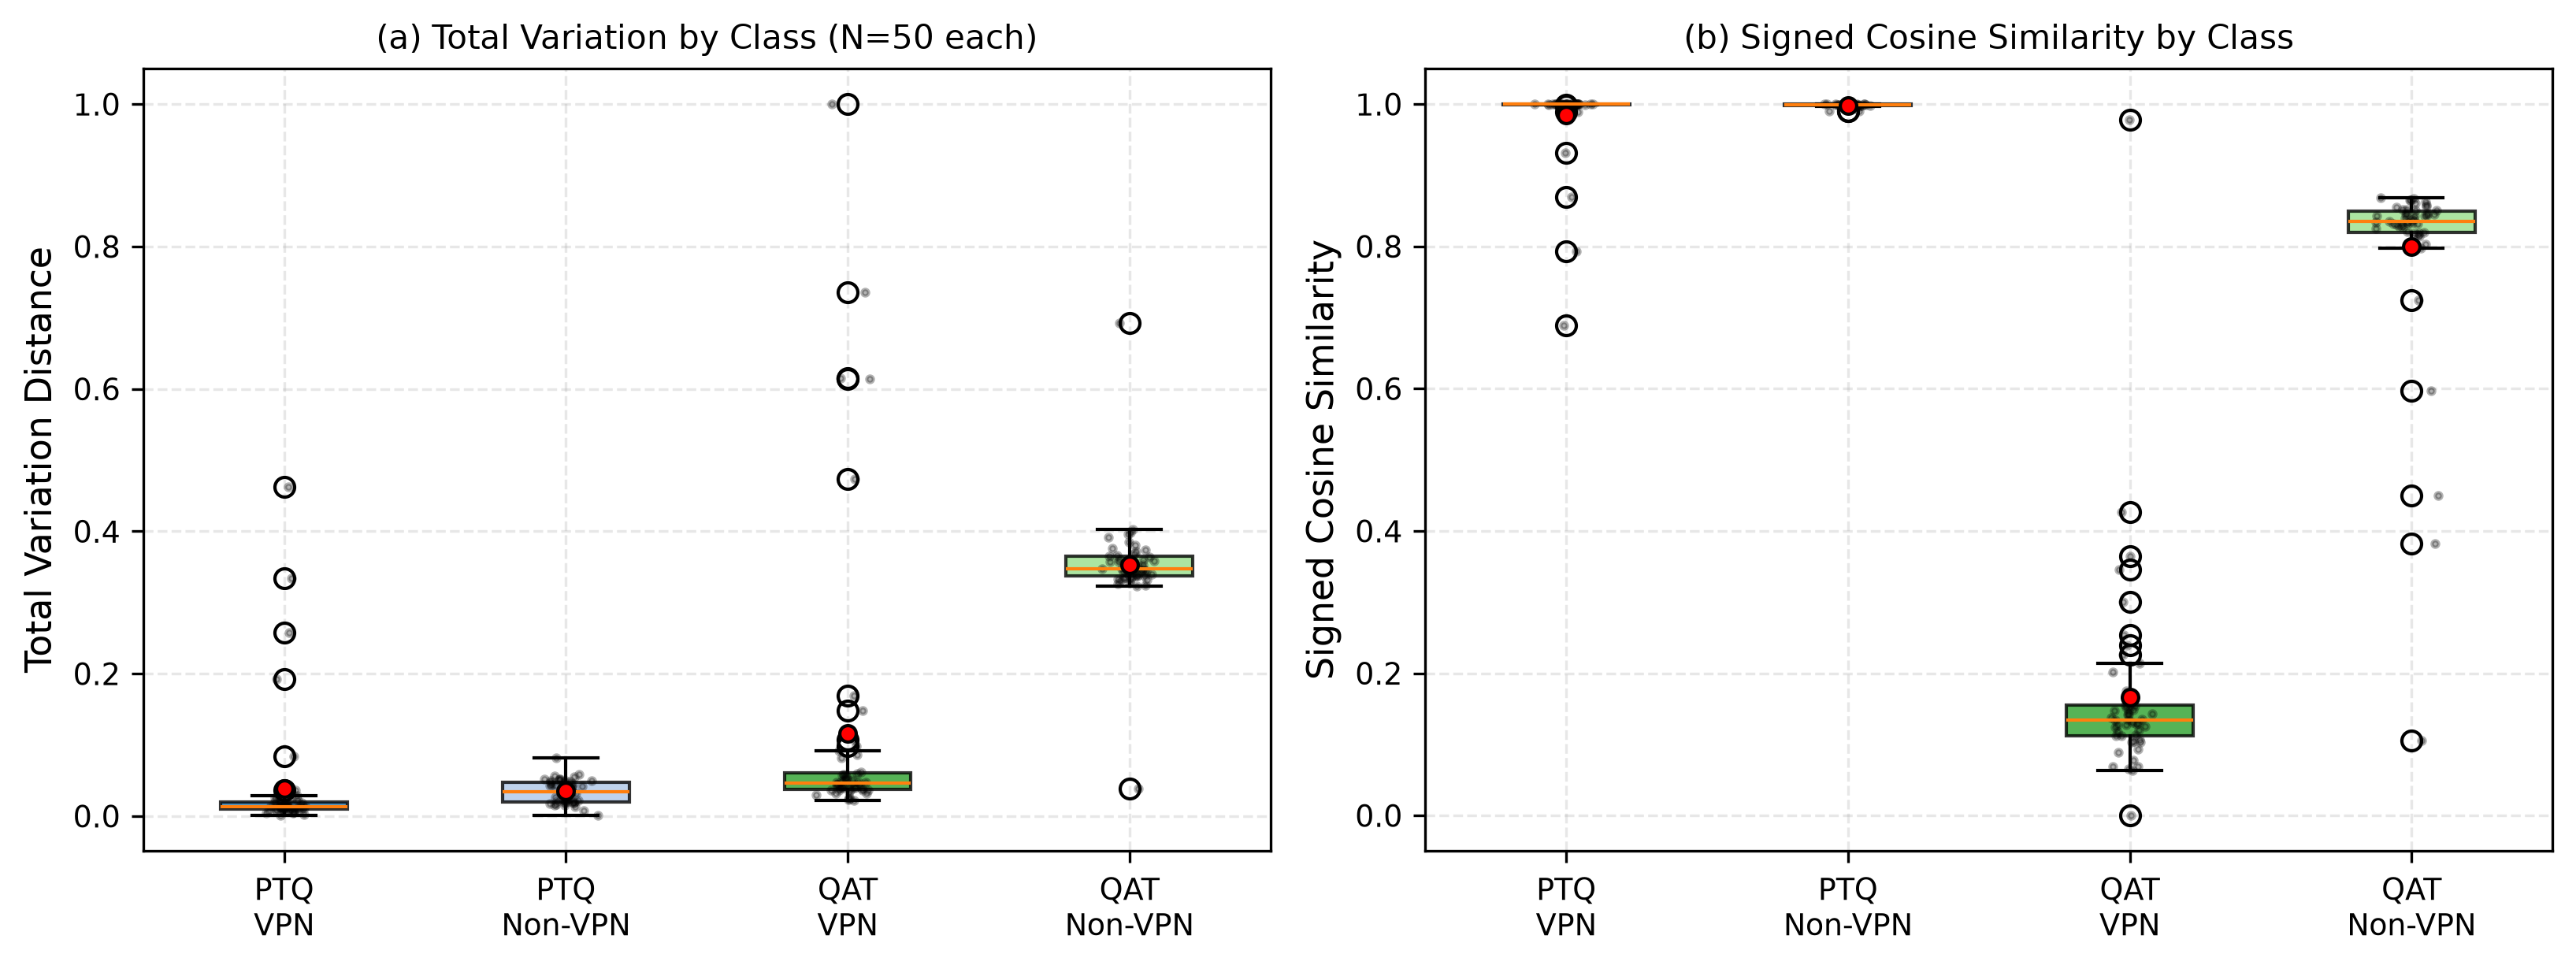 (a) Total Variation by Class (N=50 each)
Total Variation Distance
1.0
0.8
0.6
0.4
0.2
0.0
PTQ
VPN
PTQ
Non-VPN
QAT
VPN
QAT
Non-VPN
(b) Signed Cosine Similarity by Class
Signed Cosine Similarity
1.0
0.8
0.6
0.4
0.2
0.0
PTQ
VPN
PTQ
Non-VPN
QAT
VPN
QAT
Non-VPN